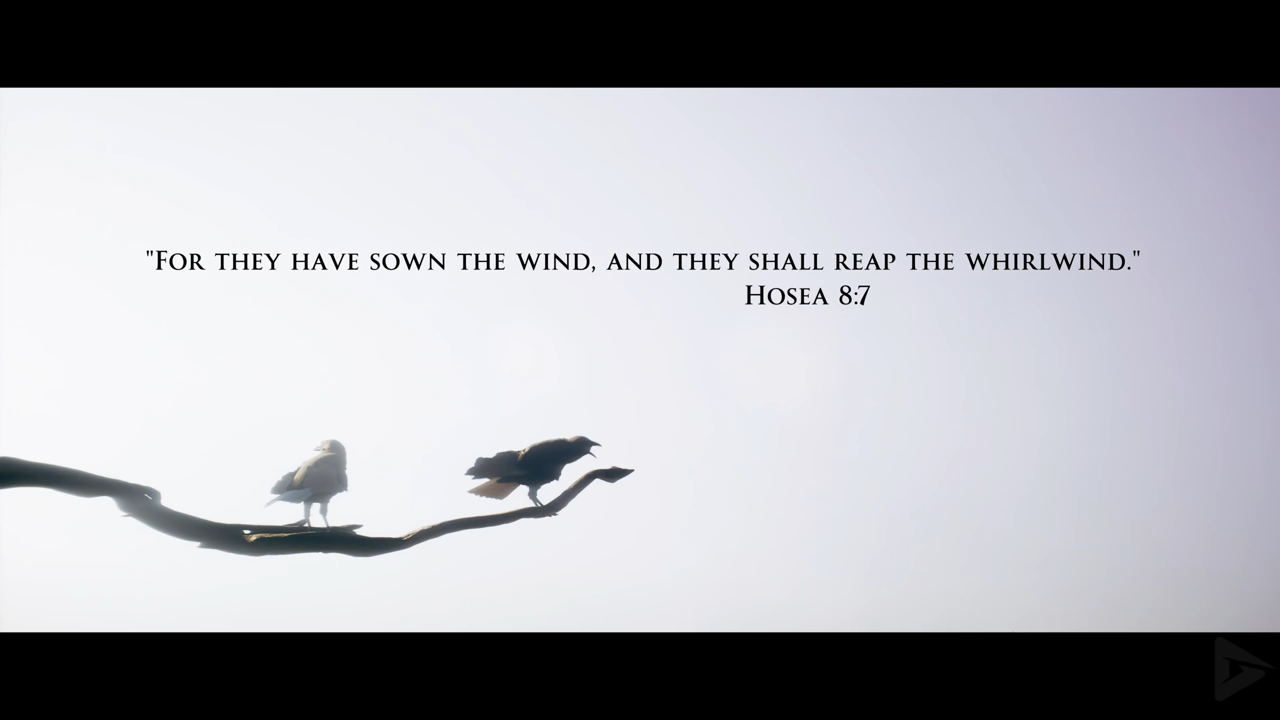 "For they have sown the wind, and they shall reap the whirlwind."
Hosea 8:7